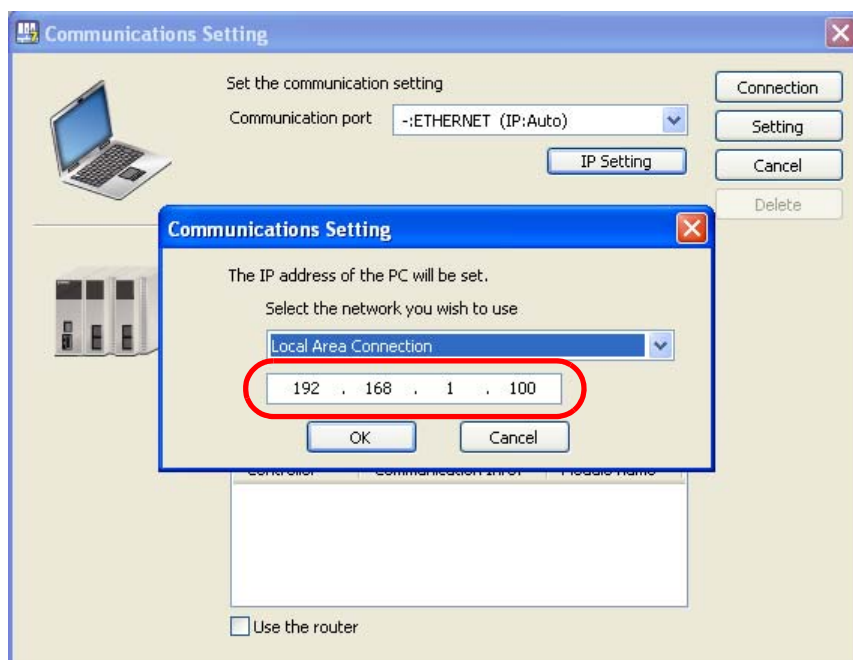 Communications Setting
Set the communication setting
Communication port -:ETHERNET (IP:Auto)
IP Setting
Connection
Setting
Cancel
Delete
Communications Setting
The IP address of the PC will be set.
Select the network you wish to use
Local Area Connection
192 . 168 . 1 . 100
OK Cancel
Use the router